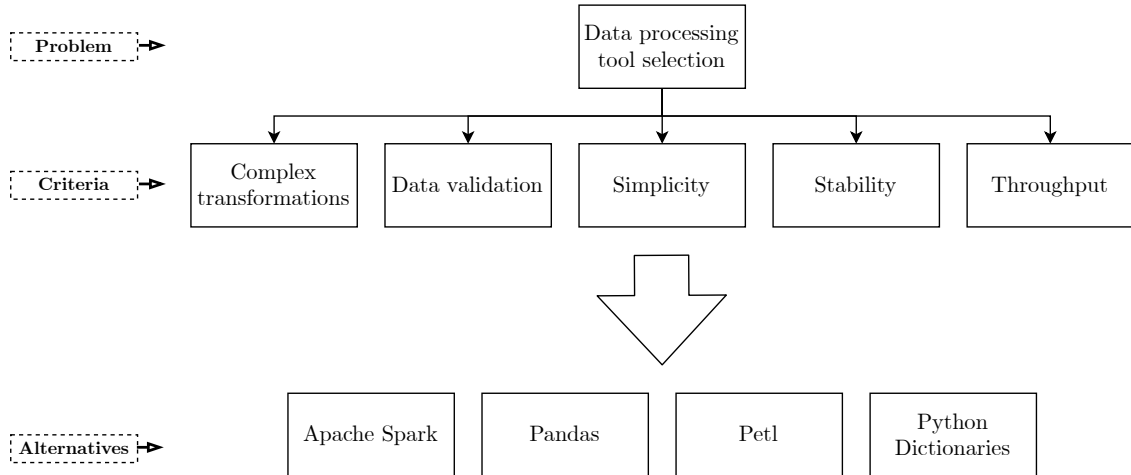 Problem
Data processing
tool selection
Criteria
Complex
transformations
Data validation
Simplicity
Stability
Throughput
Alternatives
Apache Spark
Pandas
Petl
Python
Dictionaries